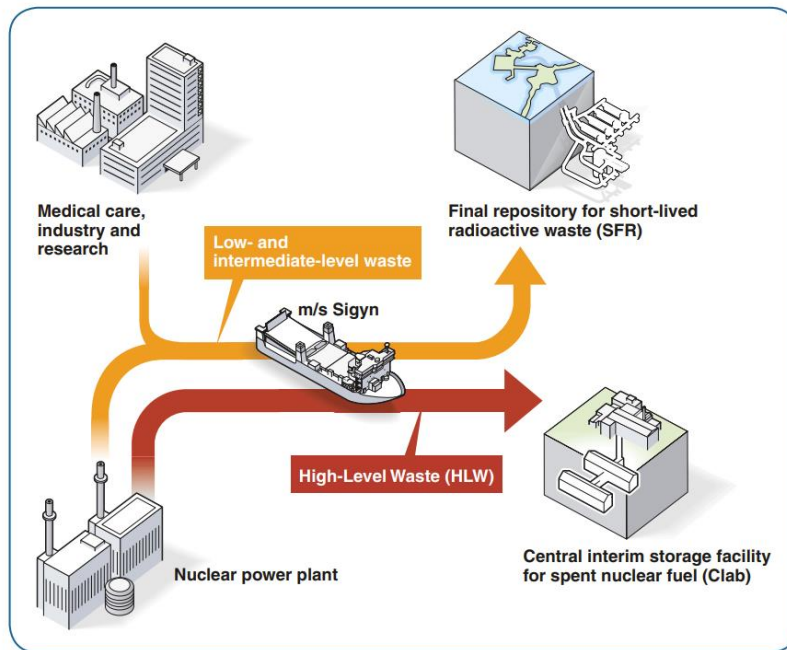 Medical care,
industry and
research
Final repository for short-lived
radioactive waste (SFR)
Low- and
intermediate-level waste
m/s Sigyn
High-Level Waste (HLW)
Nuclear power plant
Central interim storage facility
for spent nuclear fuel (Clab)